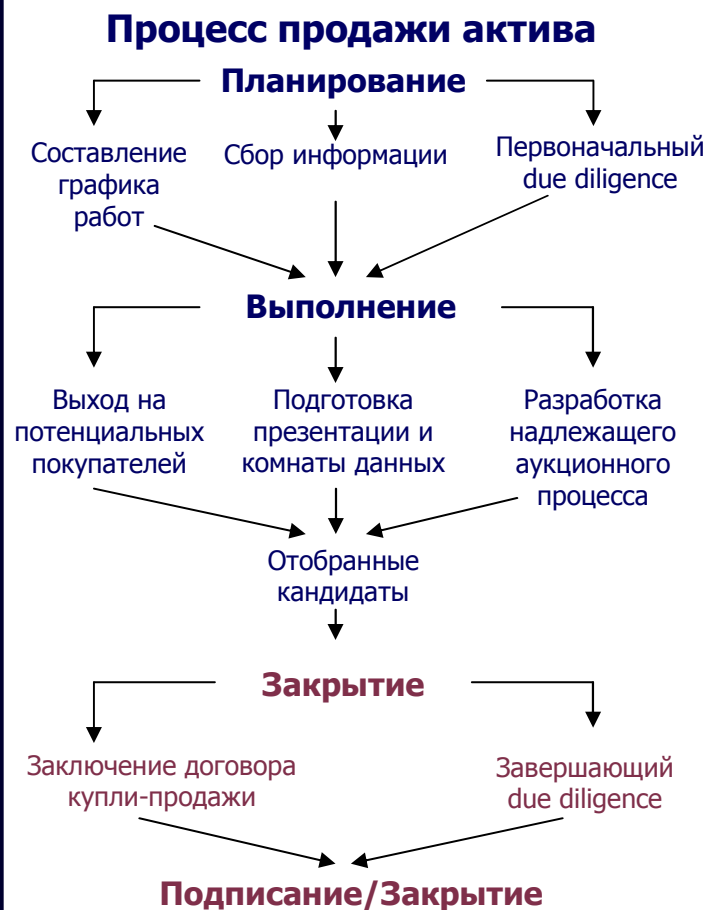 Процесс продажи актива
Планирование
Составление
графика
работ
Сбор информации
Первоначальный
due diligence
Выполнение
Выход на
потенциальных
покупателей
Подготовка
презентации и
комнаты данных
Разработка
надлежащего
аукционного
процесса
Отобранные
кандидаты
Закрытие
Заключение договора
купли-продажи
Завершающий
due diligence
Подписание/Закрытие